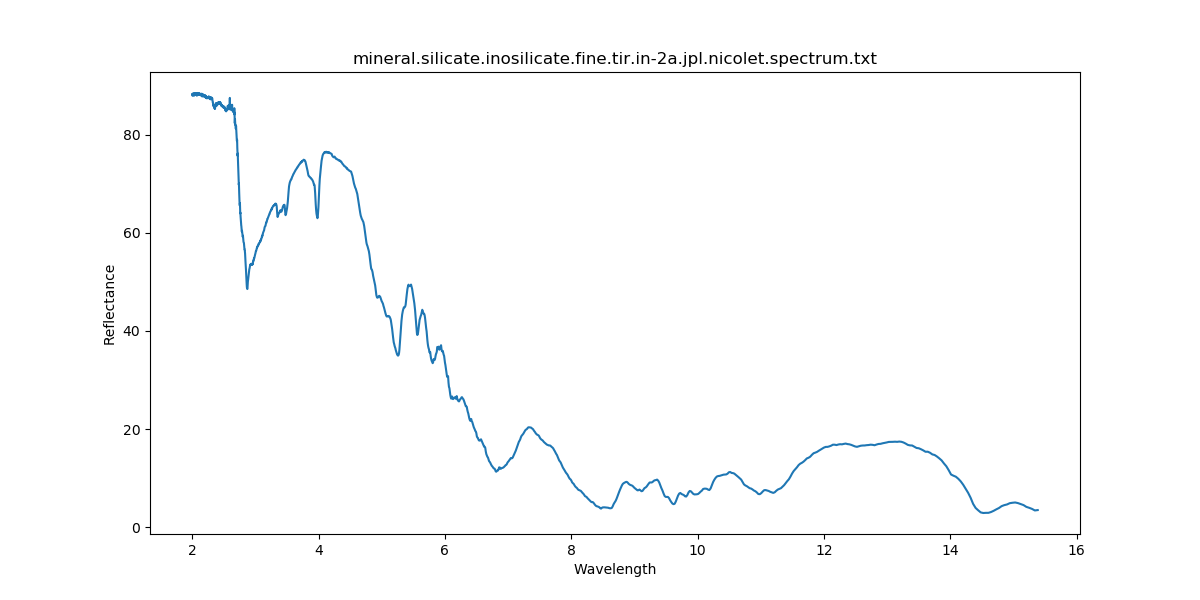 mineral.silicate.inosilicate.fine.tir.in-2a.jpl.nicolet.spectrum.txt
80
60
40
20
0
Reflectance
2 4 6 8 10 12 14 16
Wavelength